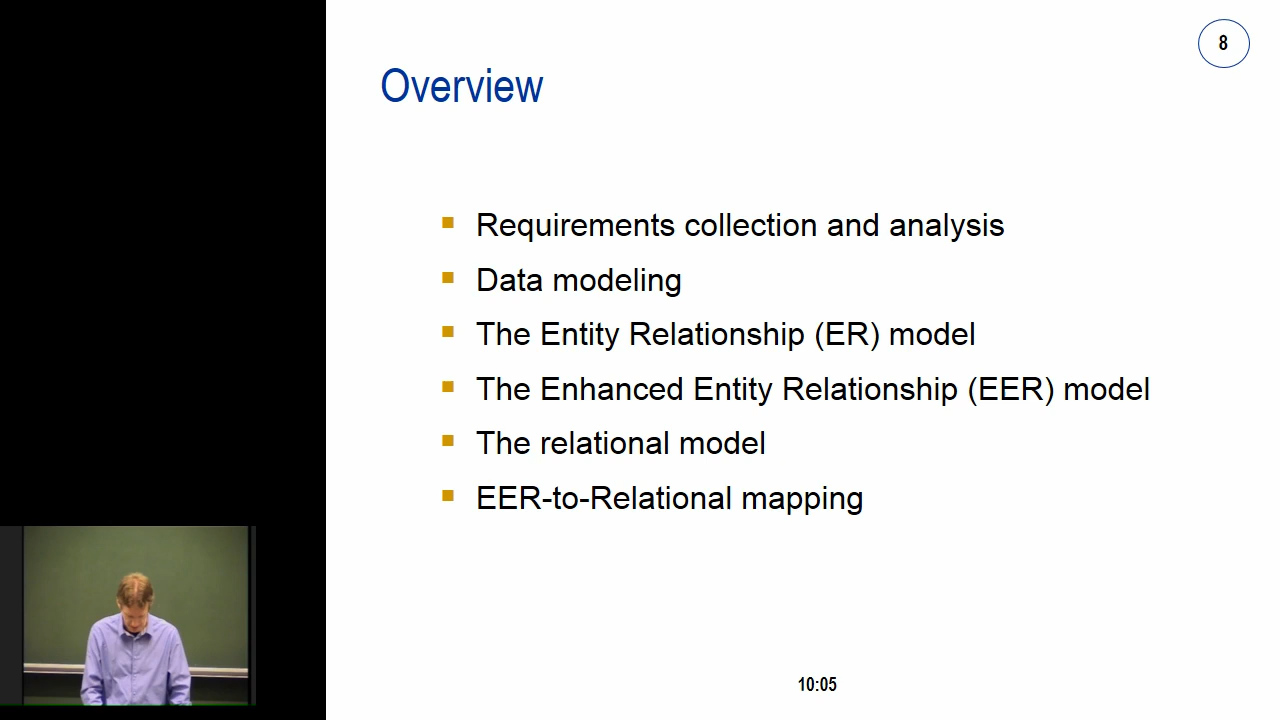 8
Overview
Requirements collection and analysis
Data modeling
The Entity Relationship (ER) model
The Enhanced Entity Relationship (EER) model
The relational model
EER-to-Relational mapping
10:05